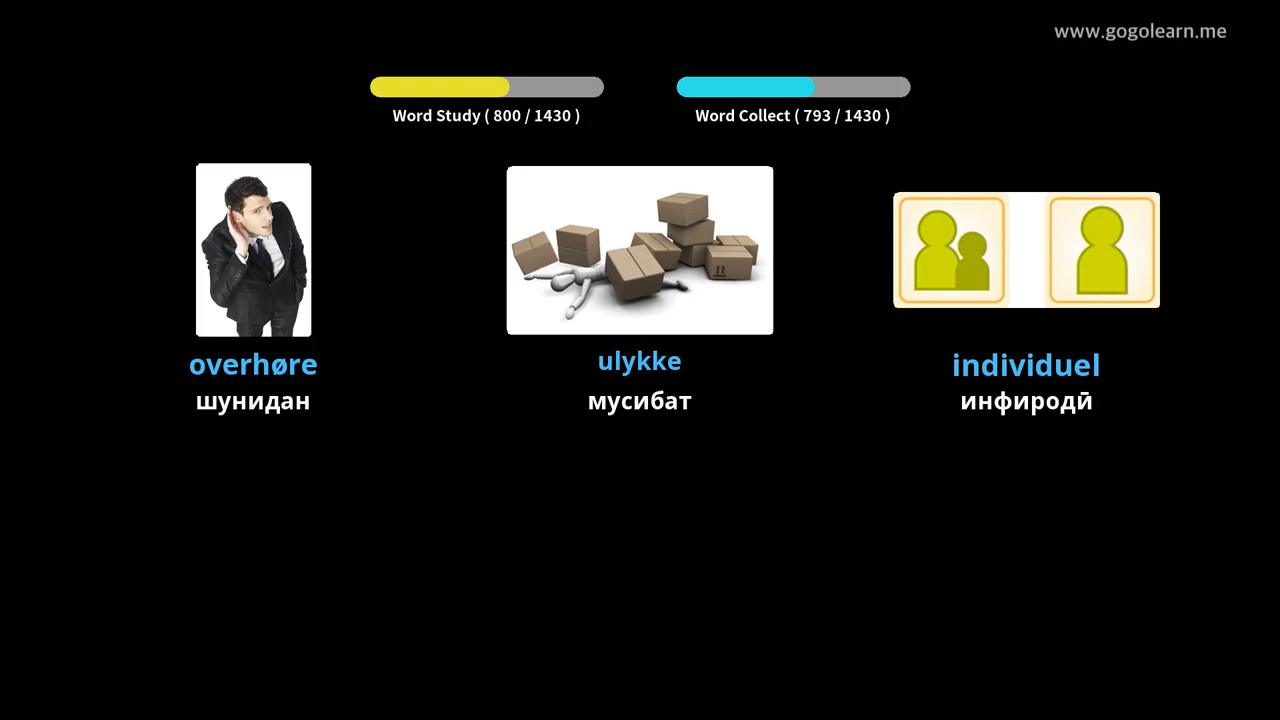 www.gogolearn.me
Word Study ( 800 / 1430 )
Word Collect ( 793 / 1430 )
overhøre
шунидан
ulykke
мусибат
individuel
инфиродӣ